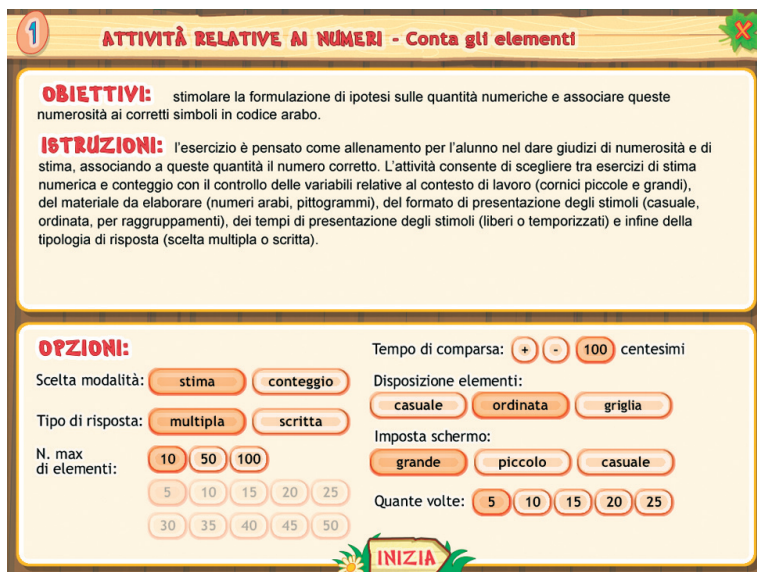 1
ATTIVITÀ RELATIVE AI NUMERI - Conta gli elementi
X
OBIETTIVI: stimolare la formulazione di ipotesi sulle quantità numeriche e associare queste
numerosità ai corretti simboli in codice arabo.
ISTRUZIONI: l'esercizio è pensato come allenamento per l'alunno nel dare giudizi di numerosità e di
stima, associando a queste quantità il numero corretto. L'attività consente di scegliere tra esercizi di stima
numerica e conteggio con il controllo delle variabili relative al contesto di lavoro (cornici piccole e grandi),
del materiale da elaborare (numeri arabi, pittogrammi), del formato di presentazione degli stimoli (casuale,
ordinata, per raggruppamenti), dei tempi di presentazione degli stimoli (liberi o temporizzati) e infine della
tipologia di risposta (scelta multipla o scritta).
OPZIONI:
Scelta modalità: stima conteggio
Tipo di risposta: multipla scritta
N. max
di elementi: 10 50 100
5 10 15 20 25
30 35 40 45 50
Tempo di comparsa: + - 100 centesimi
Disposizione elementi:
casuale ordinata griglia
Imposta schermo:
grande piccolo casuale
Quante volte: 5 10 15 20 25
INIZIA